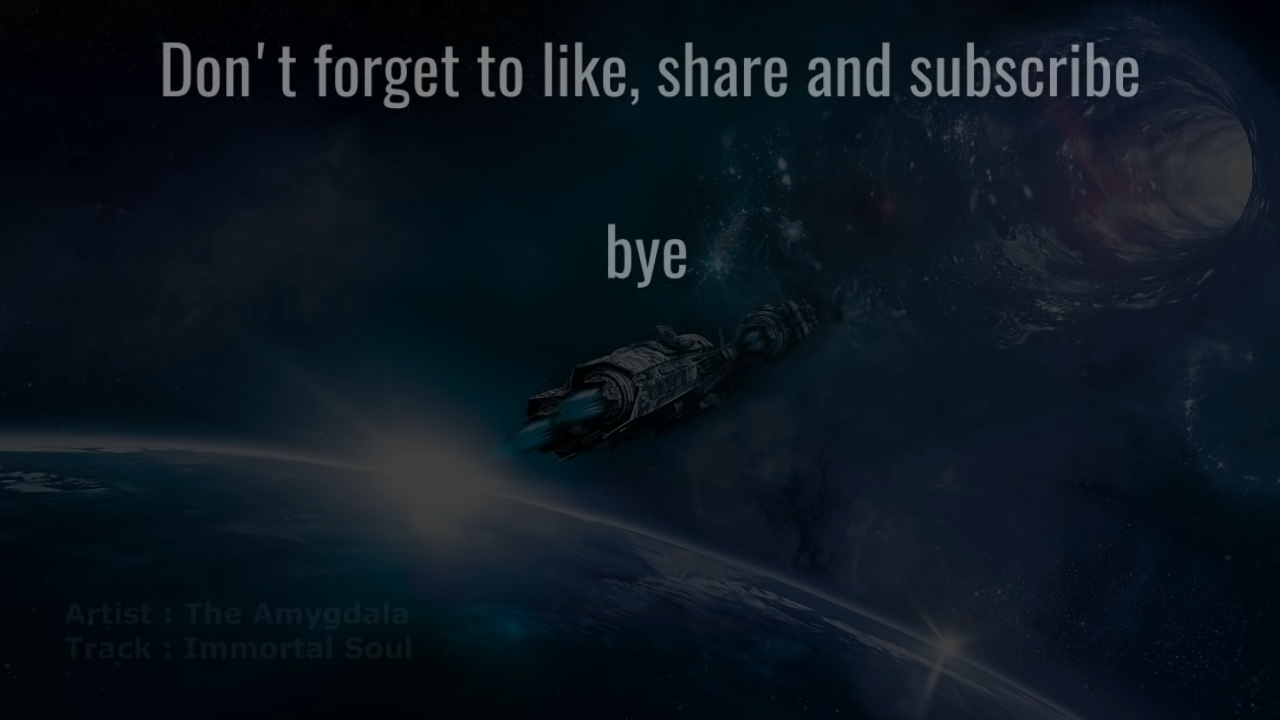 Don't forget to like, share and subscribe
bye
Artist : The Amygdala
Track : Immortal Soul